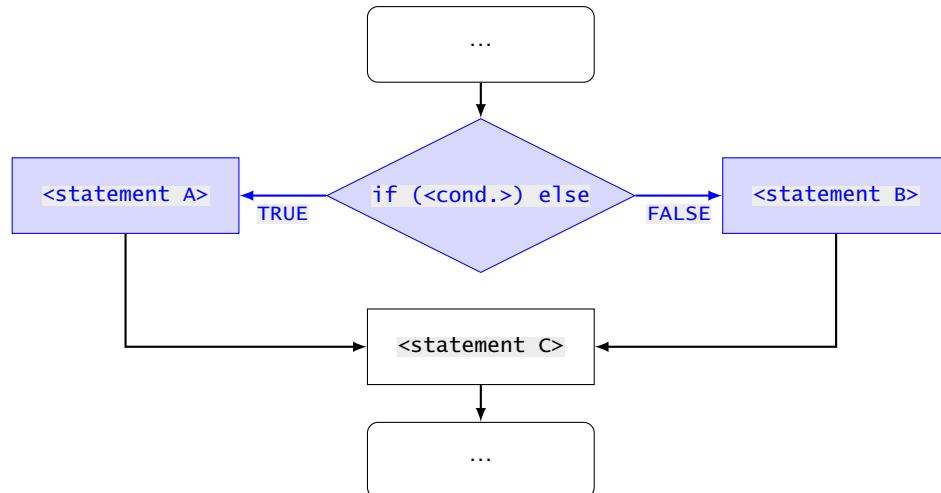 ...
<statement A>
if (<cond.>) else
<statement B>
TRUE
FALSE
<statement C>
...